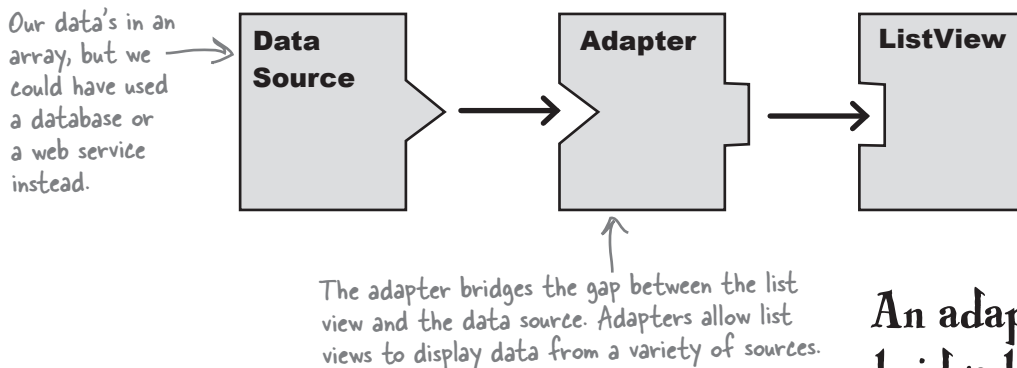 Our data's in an
array, but we
could have used
a database or
a web service
instead.
Data
Source
Adapter
ListView
The adapter bridges the gap between the list
view and the data source. Adapters allow list
views to display data from a variety of sources.
An